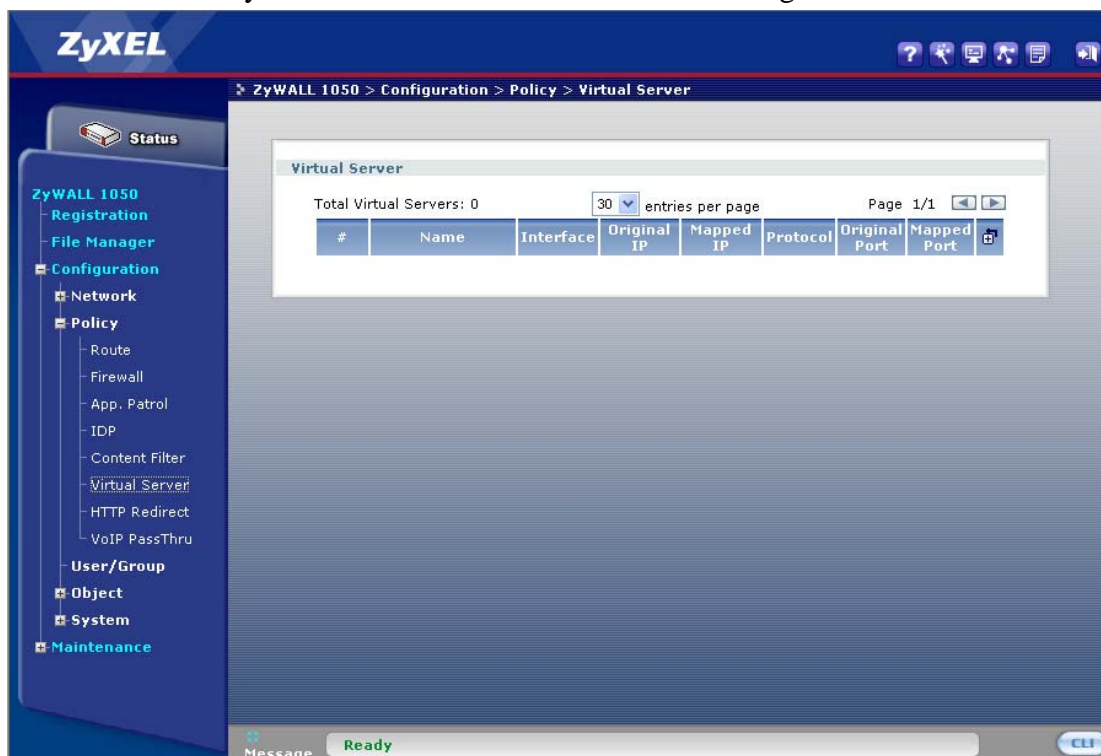 ZyXEL
ZyWALL 1050 > Configuration > Policy > Virtual Server
Status
ZyWALL 1050
Registration
File Manager
Configuration
Network
Policy
Route
Firewall
App. Patrol
IDP
Content Filter
Virtual Server
HTTP Redirect
VoIP PassThru
User/Group
Object
System
Maintenance
Virtual Server
Total Virtual Servers: 0 30 entries per page Page 1/1
# Name Interface Original IP Mapped IP Protocol Original Port Mapped Port
Message Ready CLI